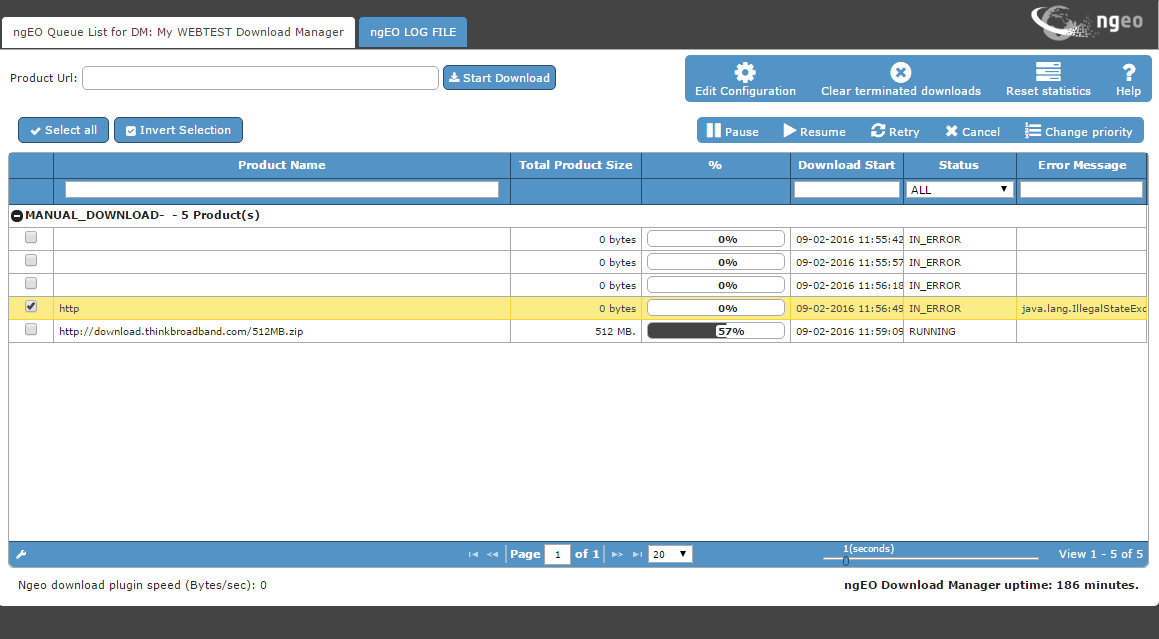 ngEO Queue List for DM: My WEBTEST Download Manager
ngEO LOG FILE
ngeo
Product Url:
Start Download
Edit Configuration
Clear terminated downloads
Reset statistics
Help
Select all
Invert Selection
Pause
Resume
Retry
Cancel
Change priority
Product Name Total Product Size % Download Start Status Error Message
ALL
MANUAL_DOWNLOAD- - 5 Product(s)
0 bytes 0% 09-02-2016 11:55:42 IN_ERROR
0 bytes 0% 09-02-2016 11:55:57 IN_ERROR
0 bytes 0% 09-02-2016 11:56:18 IN_ERROR
http 0 bytes 0% 09-02-2016 11:56:49 IN_ERROR java.lang.IllegalStateExc
http://download.thinkbroadband.com/512MB.zip 512 MB. 57% 09-02-2016 11:59:09 RUNNING
Page 1 of 1
20
1(seconds)
View 1 - 5 of 5
Ngeo download plugin speed (Bytes/sec): 0
ngEO Download Manager uptime: 186 minutes.